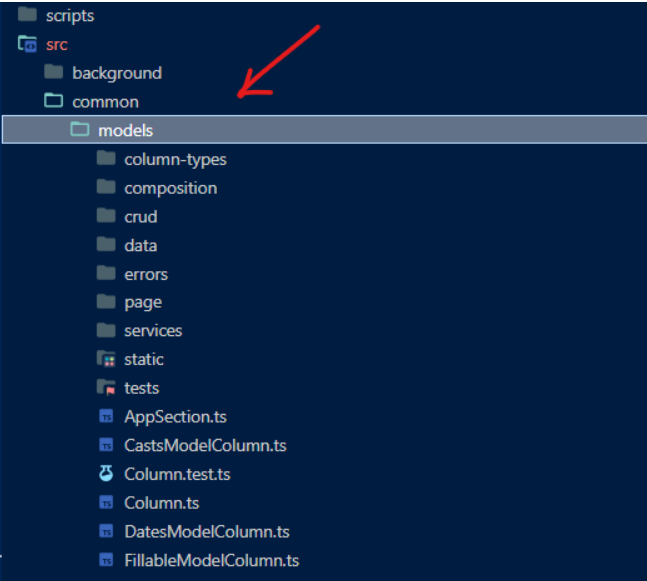 scripts
src
background
common
models
column-types
composition
crud
data
errors
page
services
static
tests
AppSection.ts
CastsModelColumn.ts
Column.test.ts
Column.ts
DatesModelColumn.ts
FillableModelColumn.ts